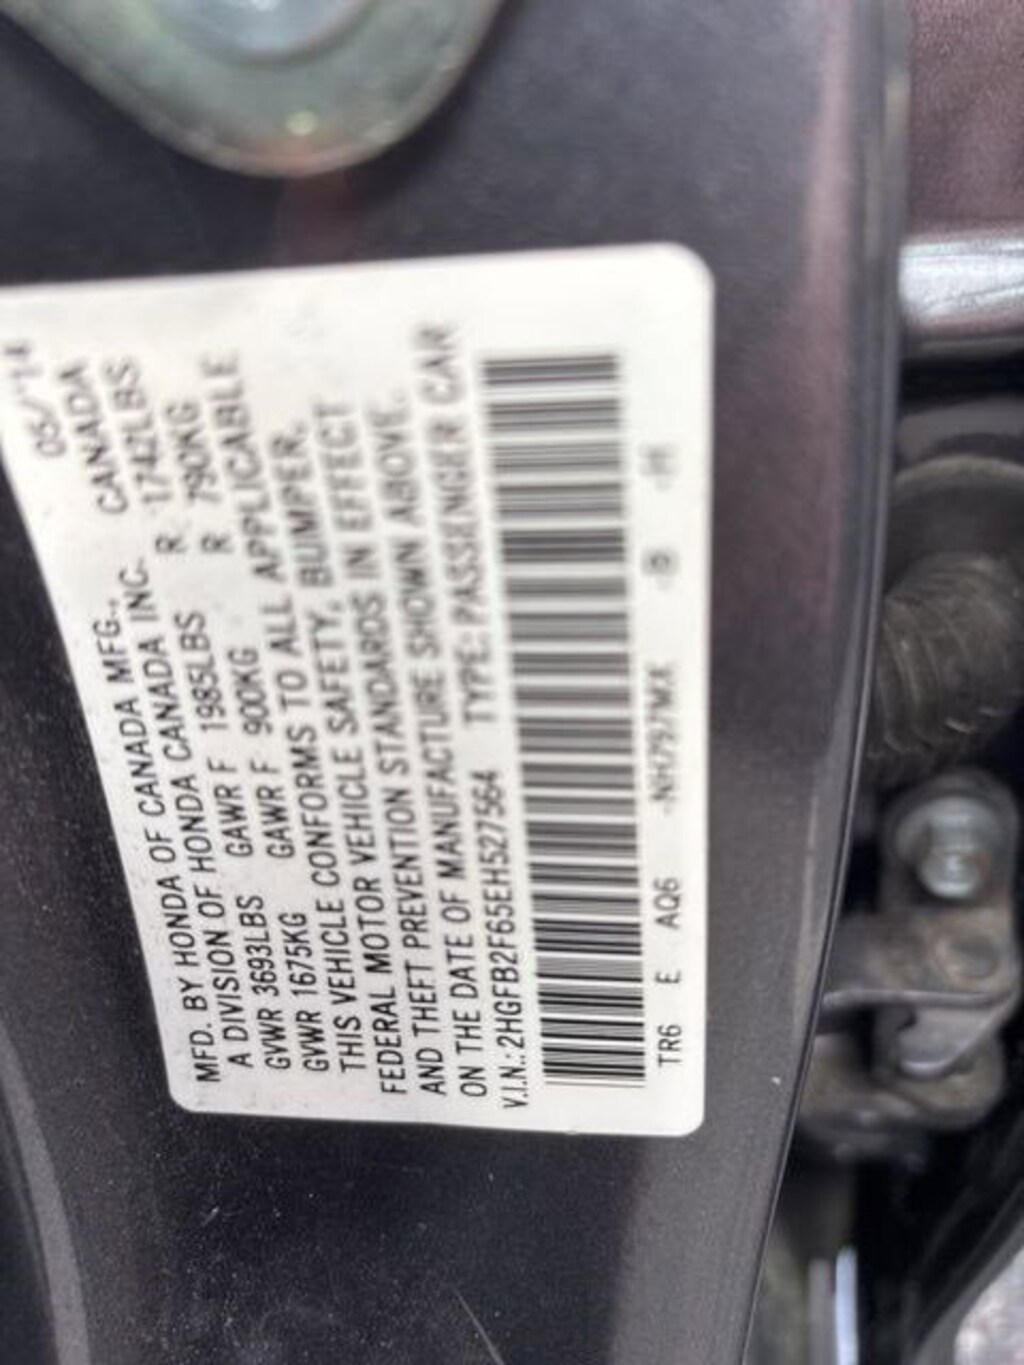 MFD. BY HONDA OF CANADA MFG., 05/'14
A DIVISION OF HONDA CANADA INC. CANADA
GVWR 3693LBS GAWR F 1985LBS R 1742LBS
GVWR 1675KG GAWR F 900KG R 790KG
THIS VEHICLE CONFORMS TO ALL APPLICABLE
FEDERAL MOTOR VEHICLE SAFETY, BUMPER,
AND THEFT PREVENTION STANDARDS IN EFFECT
ON THE DATE OF MANUFACTURE SHOWN ABOVE.
V.I.N.:2HGFB2F65EH527564 TYPE:PASSENGER CAR
TR6 E AQ6 -NH797MX -B -H